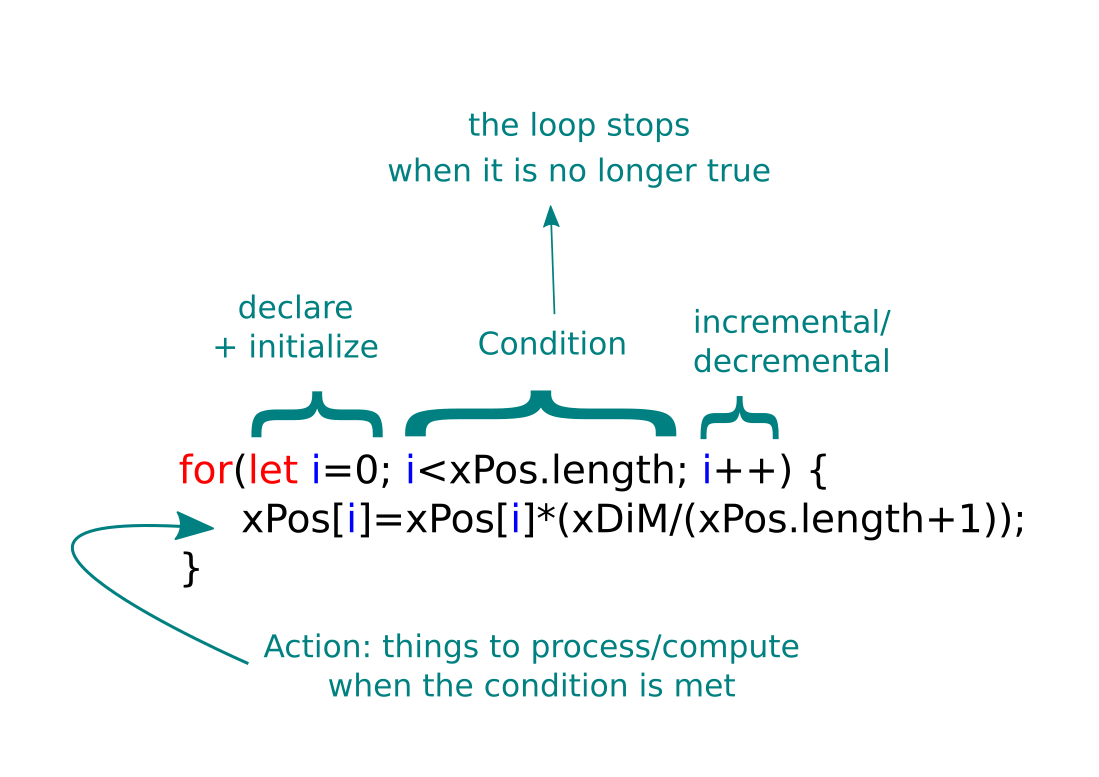 the loop stops
when it is no longer true
declare
+ initialize
Condition
incremental/
decremental
for(let i=0; i<xPos.length; i++) {
xPos[i]=xPos[i]*(xDiM/(xPos.length+1));
}
Action: things to process/compute
when the condition is met